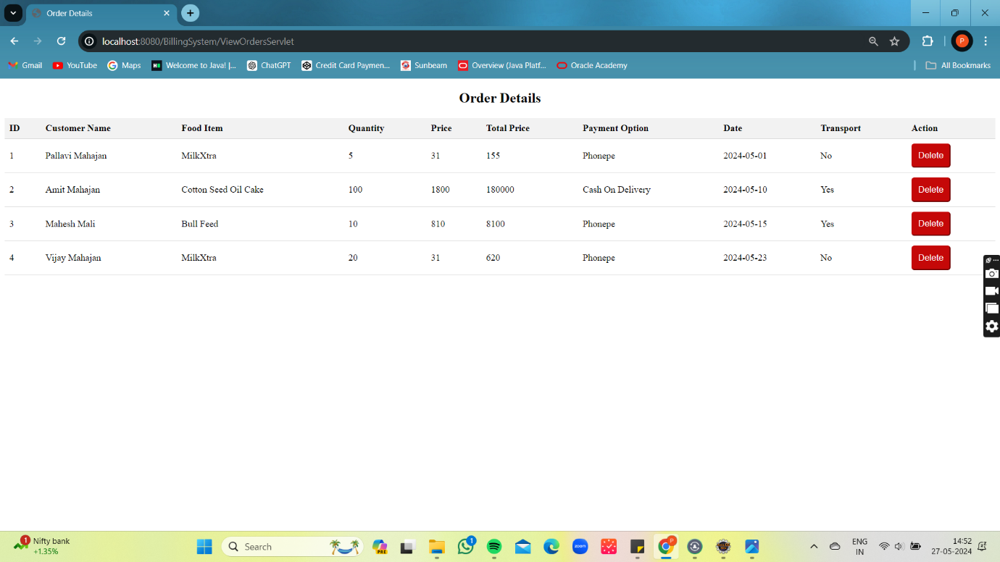 Order Details
localhost:8080/BillingSystem/ViewOrdersServlet
P
Gmail YouTube Maps Welcome to Java! |... ChatGPT Credit Card Paymen... Sunbeam Overview (Java Platf... Oracle Academy All Bookmarks
Order Details
ID Customer Name Food Item Quantity Price Total Price Payment Option Date Transport Action
1 Pallavi Mahajan MilkXtra 5 31 155 Phonepe 2024-05-01 No Delete
2 Amit Mahajan Cotton Seed Oil Cake 100 1800 180000 Cash On Delivery 2024-05-10 Yes Delete
3 Mahesh Mali Bull Feed 10 810 8100 Phonepe 2024-05-15 Yes Delete
4 Vijay Mahajan MilkXtra 20 31 620 Phonepe 2024-05-23 No Delete
1 Nifty bank
+1.35%
Search
PRE
1
zoom
P
ENG
IN
14:52
27-05-2024